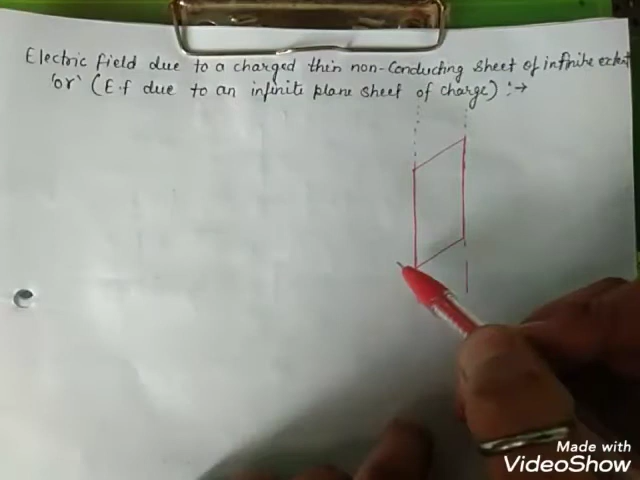 Electric field due to a charged thin non-Conducting sheet of infinite extent
'or' (E.f due to an infinite plane sheet of charge) :→
Made with
VideoShow